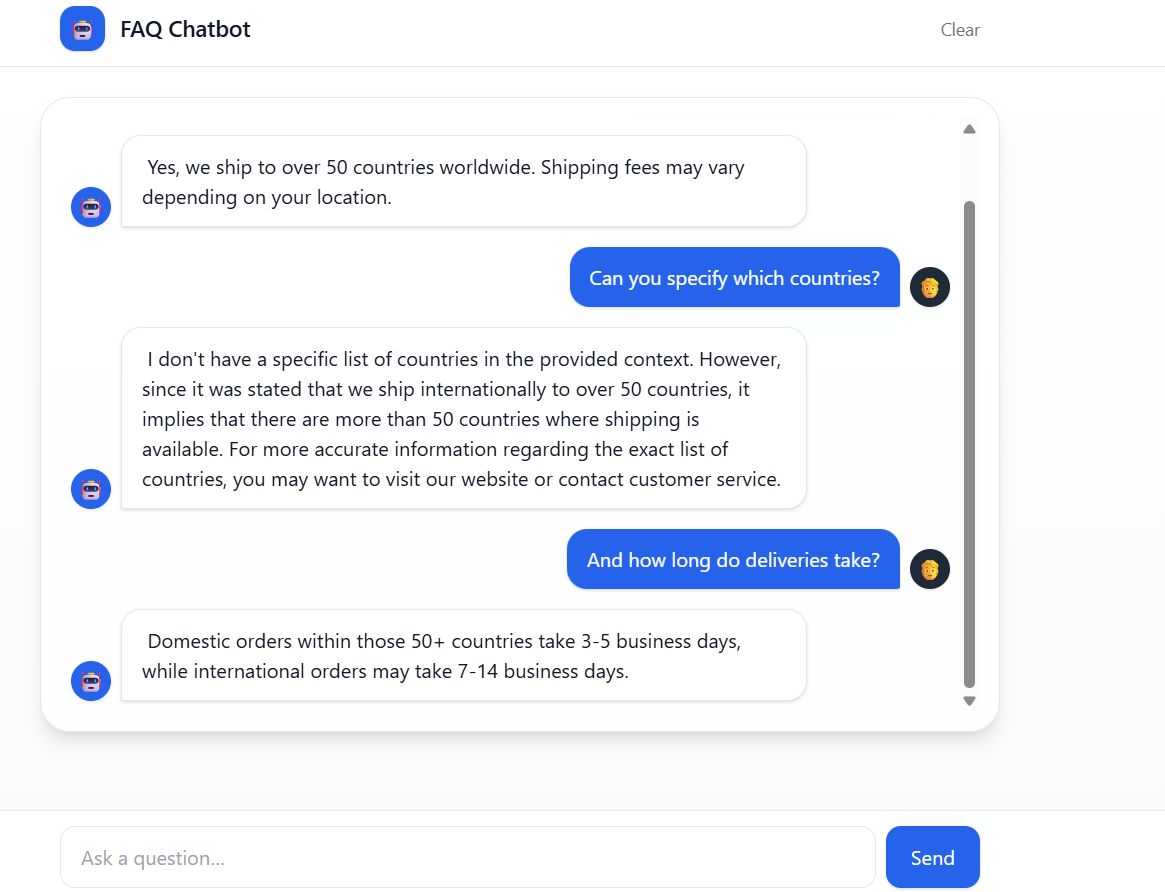 FAQ Chatbot
Clear
Yes, we ship to over 50 countries worldwide. Shipping fees may vary
depending on your location.
Can you specify which countries?
I don't have a specific list of countries in the provided context. However,
since it was stated that we ship internationally to over 50 countries, it
implies that there are more than 50 countries where shipping is
available. For more accurate information regarding the exact list of
countries, you may want to visit our website or contact customer service.
And how long do deliveries take?
Domestic orders within those 50+ countries take 3-5 business days,
while international orders may take 7-14 business days.
Ask a question...
Send